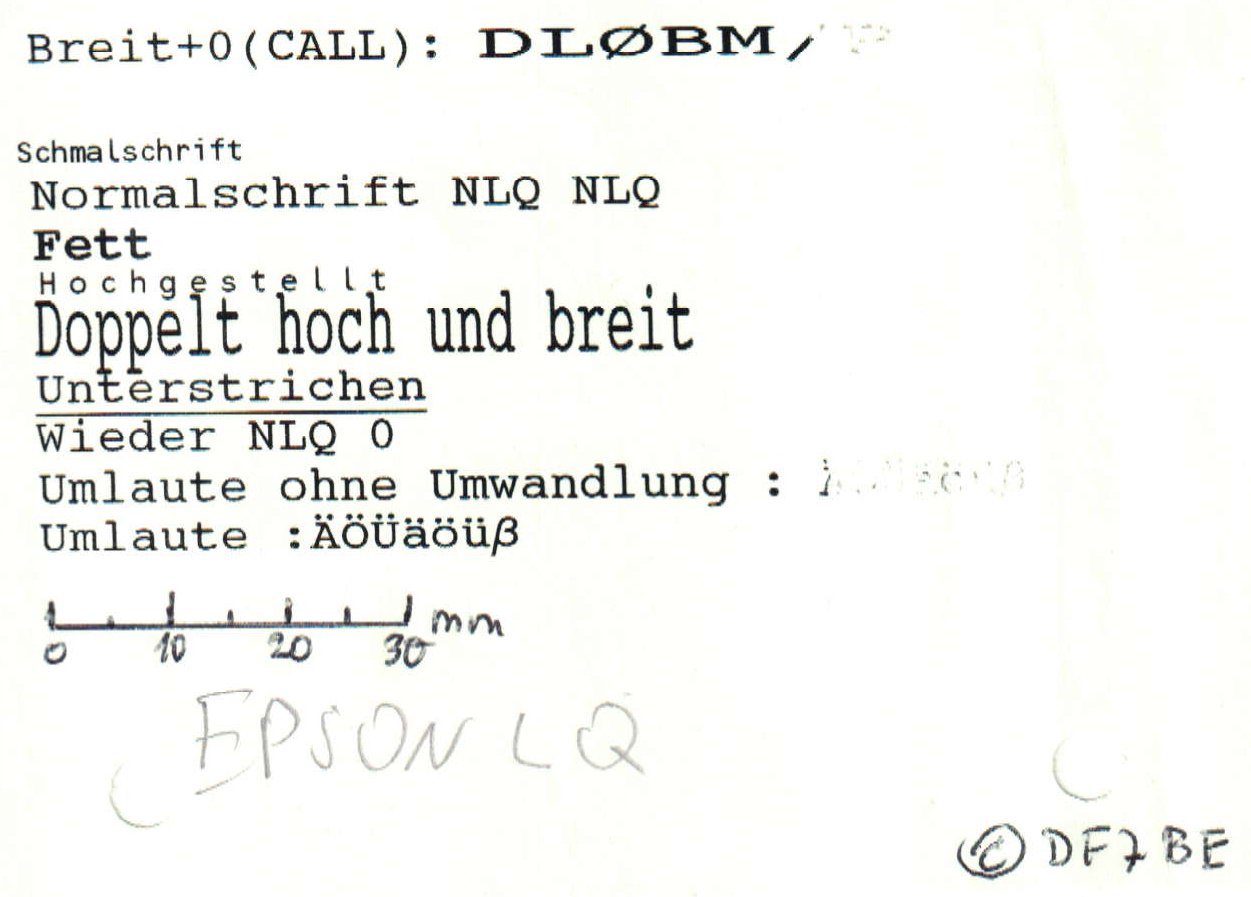 Breit+0(CALL): DLØBM/
Schmalschrift
Normalschrift NLQ NLQ
Fett
Hochgestellt
Doppelt hoch und breit
Unterstrichen
Wieder NLQ 0
Umlaute ohne Umwandlung :
Umlaute :ÄÖÜäöüß
mm
0 10 20 30
EPSON LQ
© DF7BE